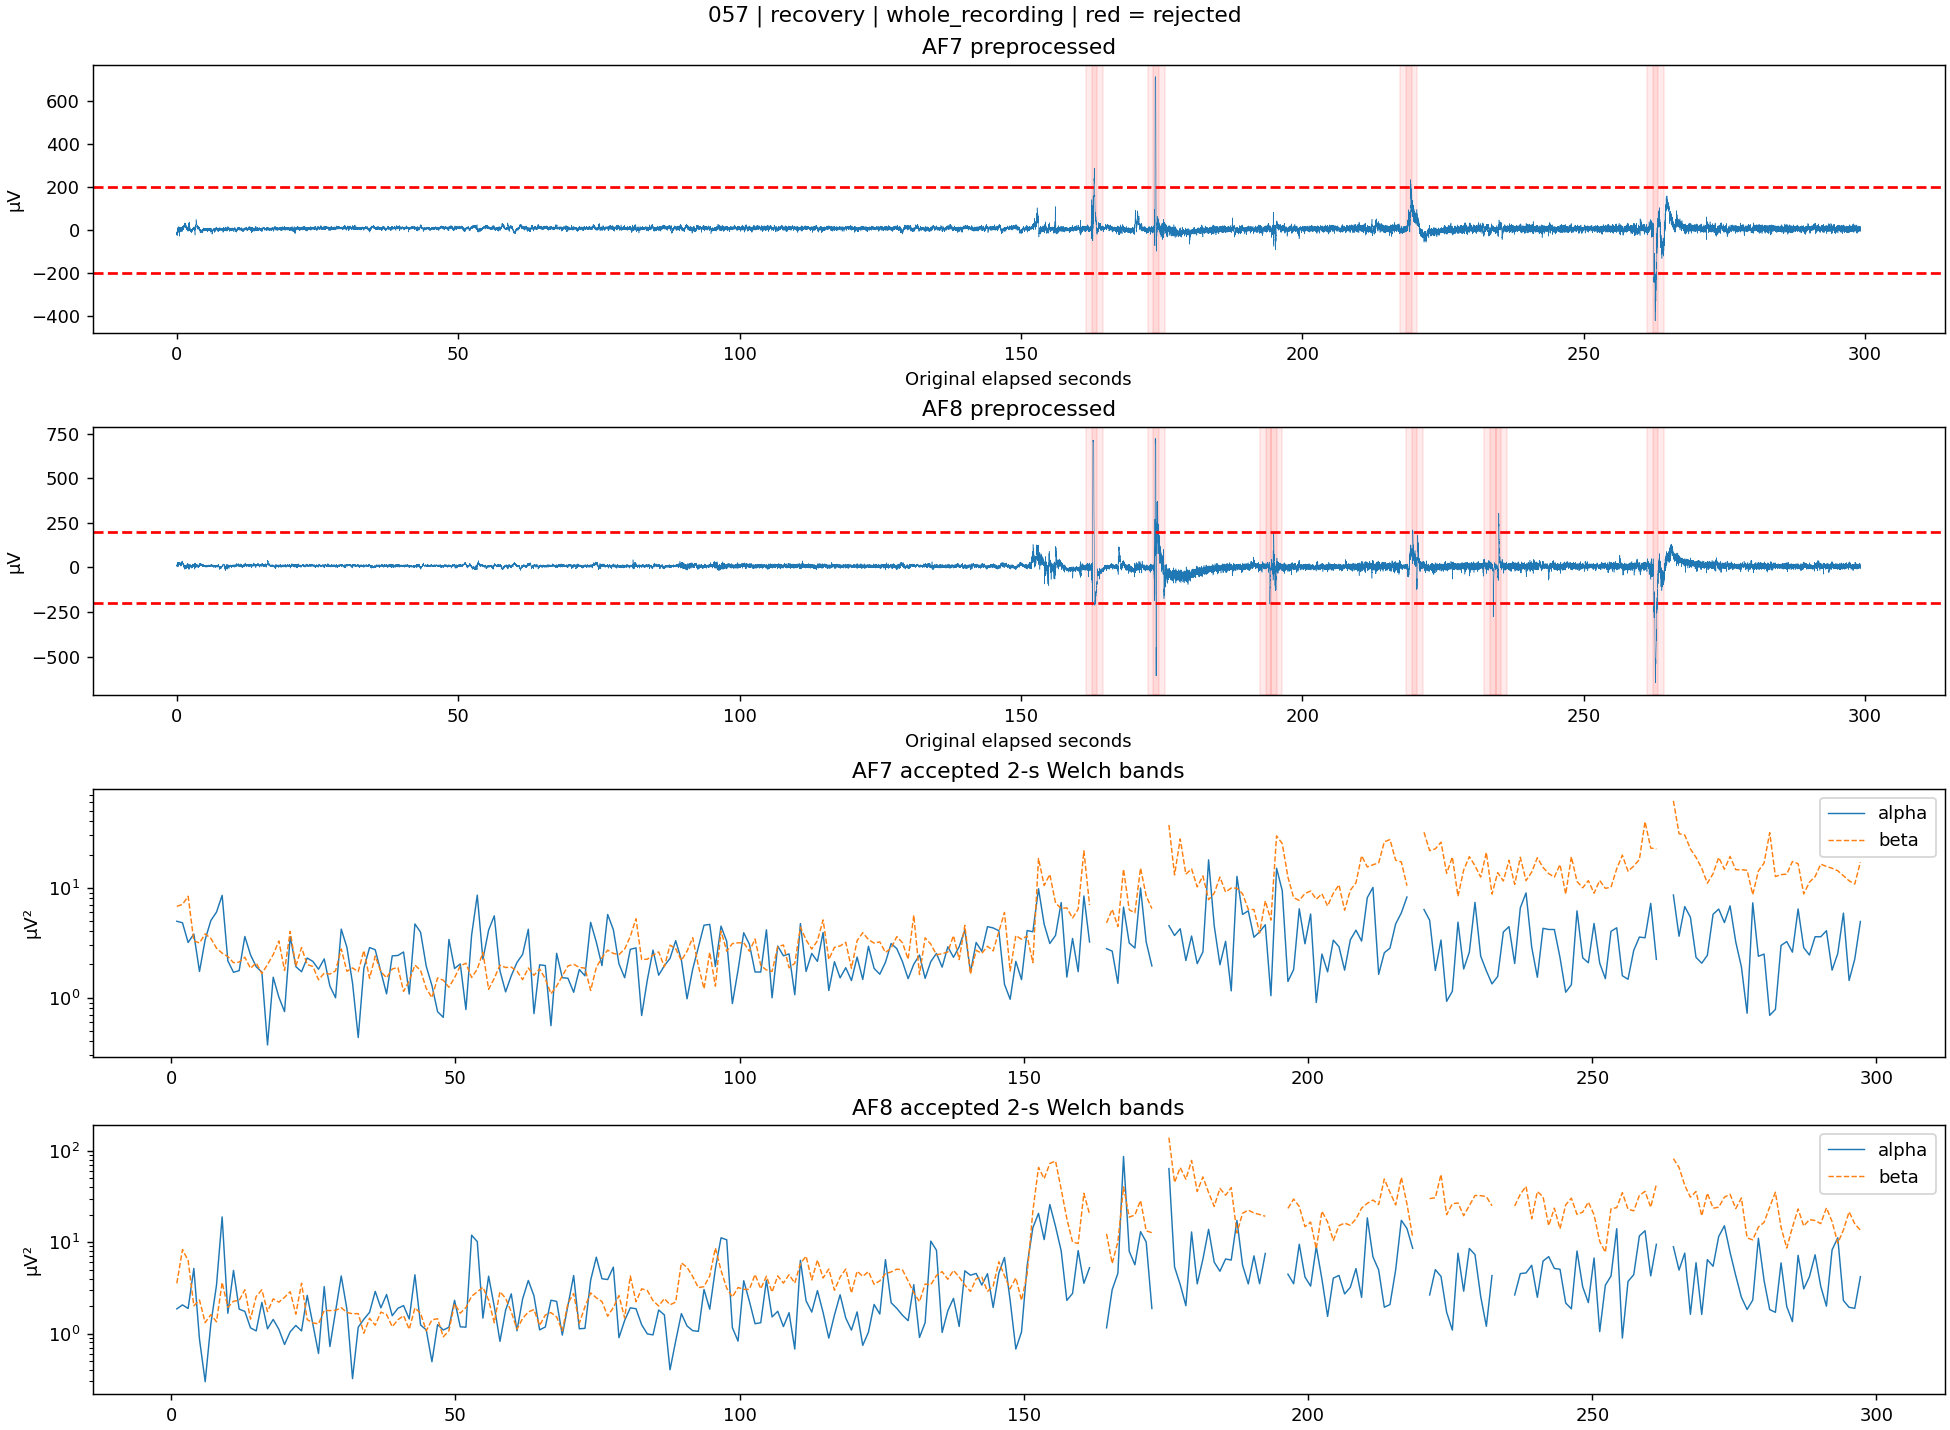 057 | recovery | whole_recording | red = rejected
AF7 preprocessed
µV
600
400
200
0
−200
−400
0 50 100 150 200 250 300
Original elapsed seconds
AF8 preprocessed
µV
750
500
250
0
−250
−500
0 50 100 150 200 250 300
Original elapsed seconds
AF7 accepted 2-s Welch bands
µV²
10¹
10⁰
alpha
beta
0 50 100 150 200 250 300
AF8 accepted 2-s Welch bands
µV²
10²
10¹
10⁰
alpha
beta
0 50 100 150 200 250 300